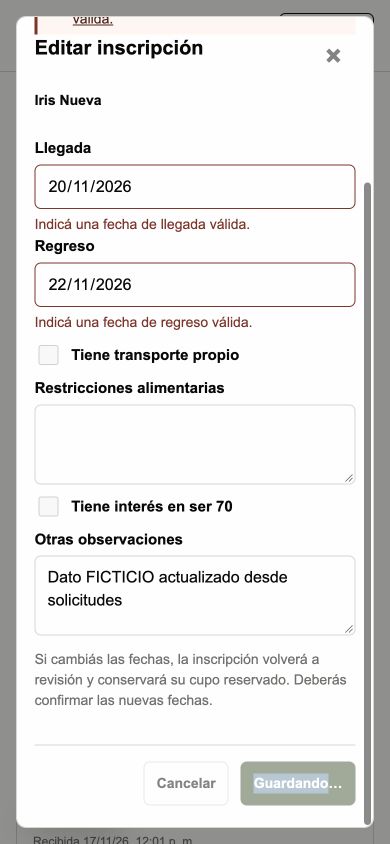 válida.
Editar inscripción
Iris Nueva
Llegada
20/11/2026
Indicá una fecha de llegada válida.
Regreso
22/11/2026
Indicá una fecha de regreso válida.
Tiene transporte propio
Restricciones alimentarias
Tiene interés en ser 70
Otras observaciones
Dato FICTICIO actualizado desde
solicitudes
Si cambiás las fechas, la inscripción volverá a
revisión y conservará su cupo reservado. Deberás
confirmar las nuevas fechas.
Cancelar
Guardando...
Recibida 17/11/26, 12:01 p. m.